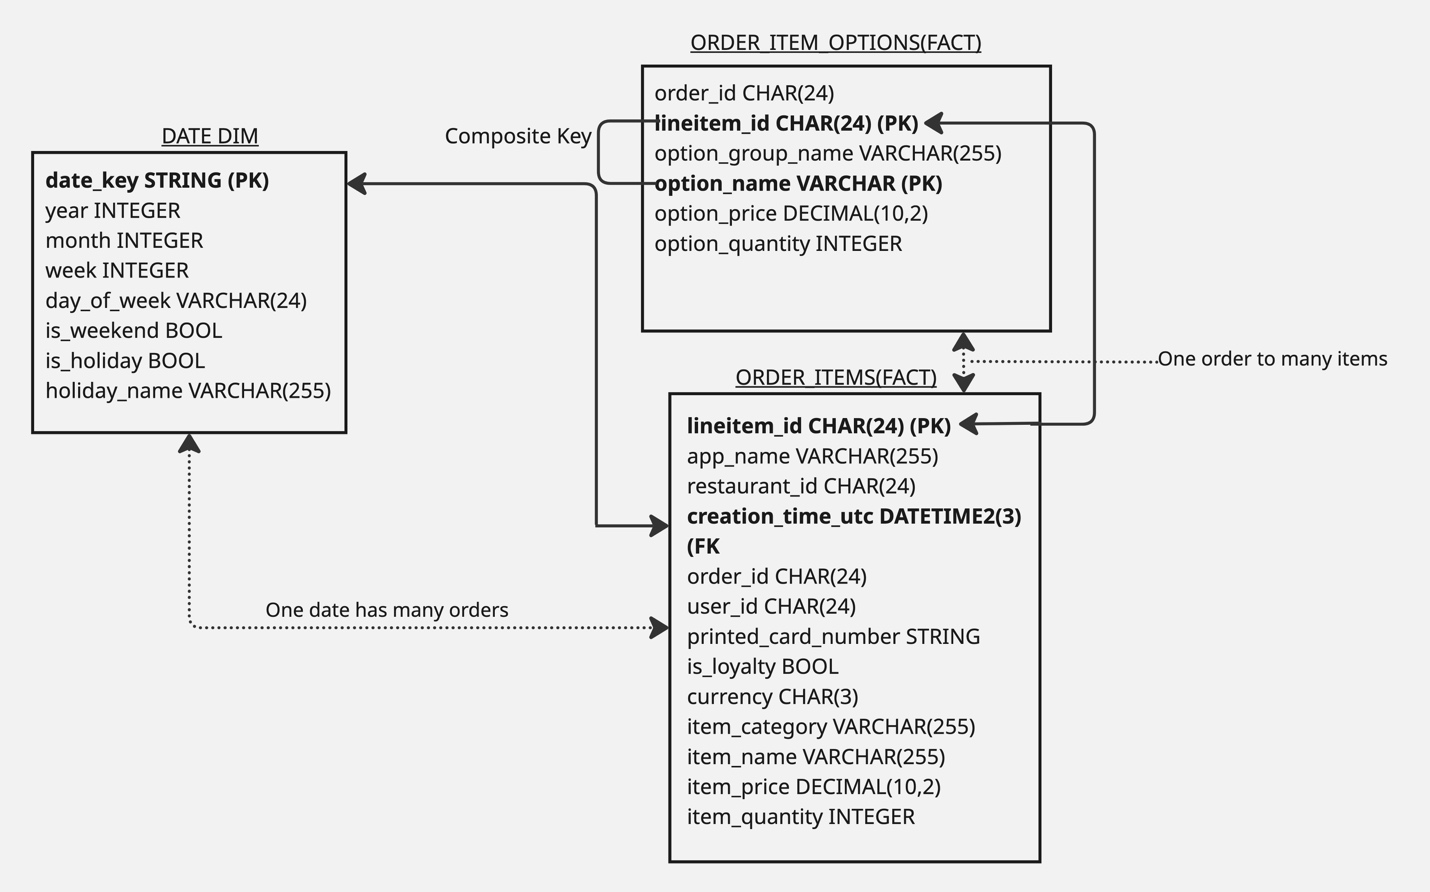 ORDER_ITEM_OPTIONS(FACT)
order_id CHAR(24)
lineitem_id CHAR(24) (PK)
option_group_name VARCHAR(255)
option_name VARCHAR (PK)
option_price DECIMAL(10,2)
option_quantity INTEGER
Composite Key
DATE DIM
date_key STRING (PK)
year INTEGER
month INTEGER
week INTEGER
day_of_week VARCHAR(24)
is_weekend BOOL
is_holiday BOOL
holiday_name VARCHAR(255)
One order to many items
ORDER_ITEMS(FACT)
lineitem_id CHAR(24) (PK)
app_name VARCHAR(255)
restaurant_id CHAR(24)
creation_time_utc DATETIME2(3)
(FK
order_id CHAR(24)
user_id CHAR(24)
printed_card_number STRING
is_loyalty BOOL
currency CHAR(3)
item_category VARCHAR(255)
item_name VARCHAR(255)
item_price DECIMAL(10,2)
item_quantity INTEGER
One date has many orders